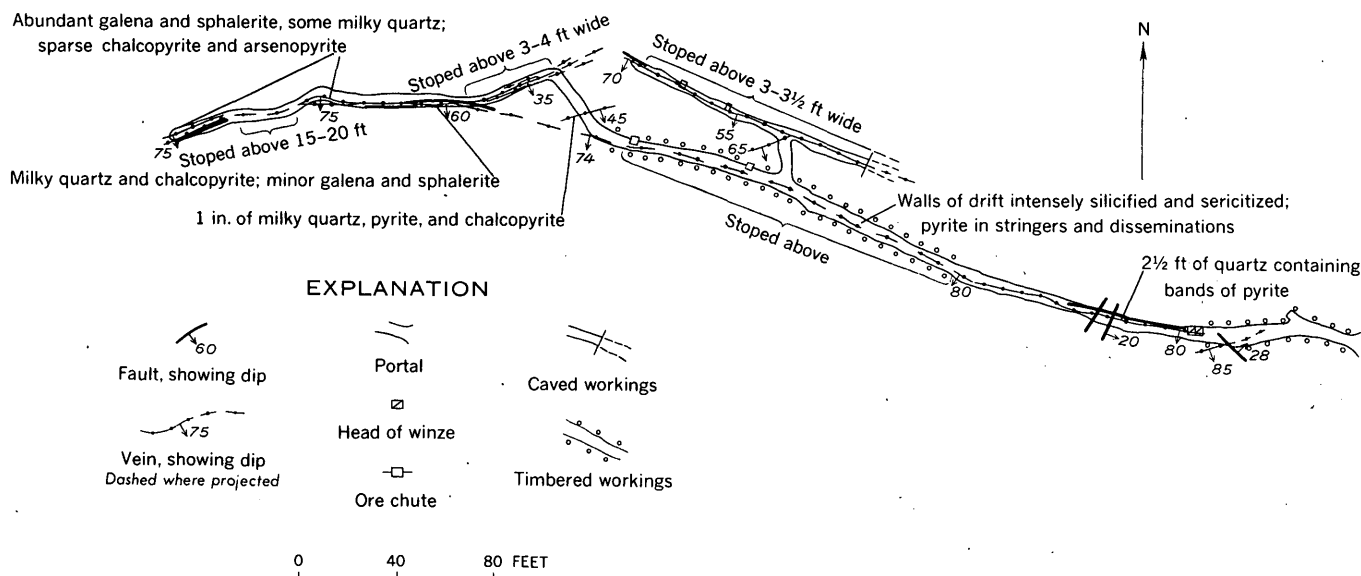 Abundant galena and sphalerite, some milky quartz;
sparse chalcopyrite and arsenopyrite
Stoped above 3–4 ft wide
Stoped above 3–3½ ft wide
N
70
35
75
60
45
55
65
75
Stoped above 15–20 ft
74
Milky quartz and chalcopyrite; minor galena and sphalerite
1 in. of milky quartz, pyrite, and chalcopyrite
Stoped above
Walls of drift intensely silicified and sericitized;
pyrite in stringers and disseminations
80
2½ ft of quartz containing
bands of pyrite
20
80
85
28
EXPLANATION
60
Fault, showing dip
75
Vein, showing dip
Dashed where projected
Portal
Head of winze
Ore chute
Caved workings
Timbered workings
0 40 80 FEET